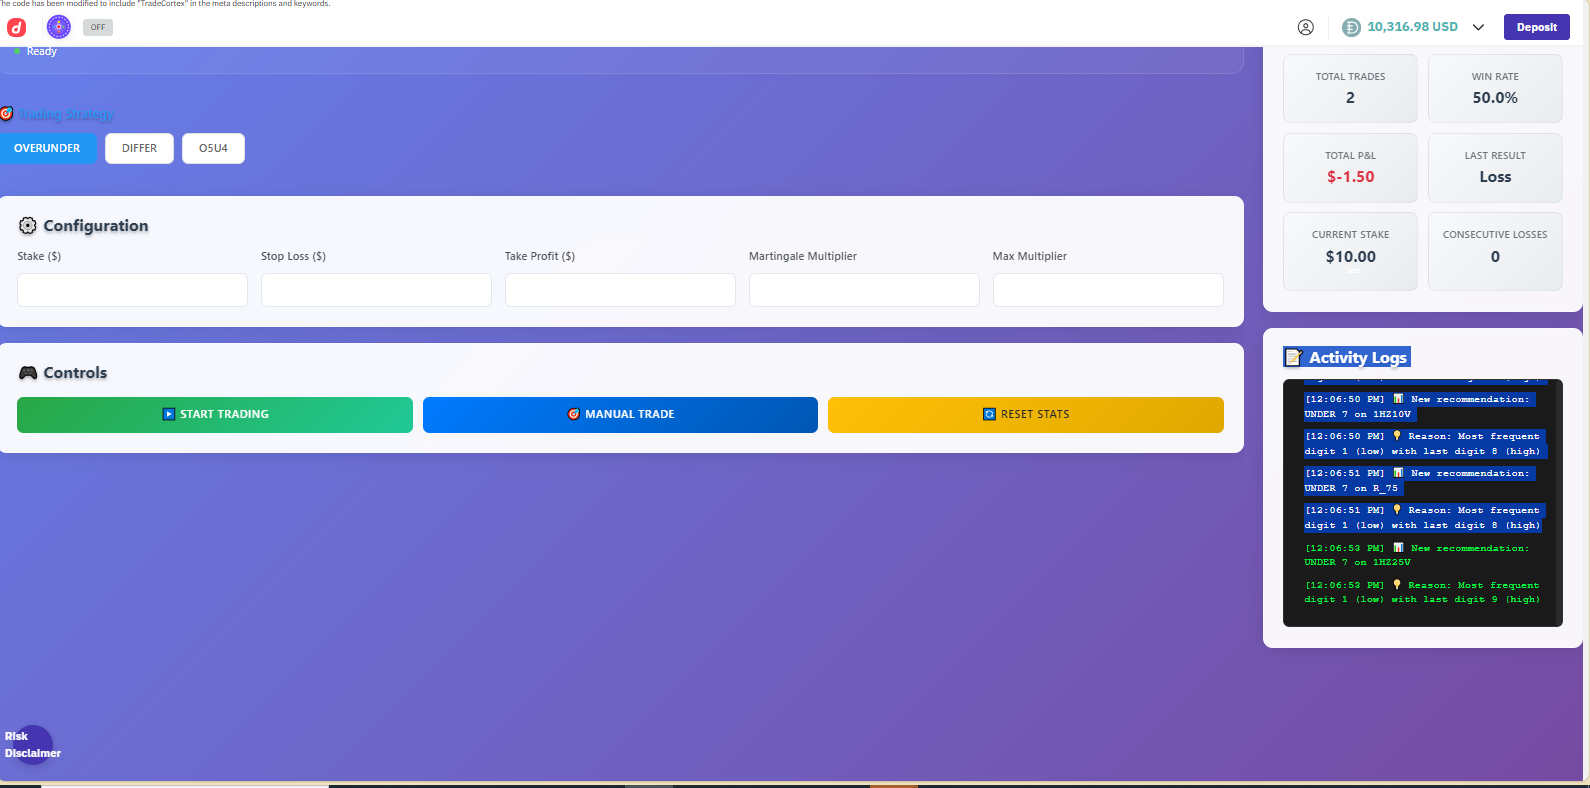 The code has been modified to include "TradeCortex" in the meta descriptions and keywords.
OFF
10,316.98 USD
Deposit
Ready
Trading Strategy
OVERUNDER
DIFFER
O5U4
Configuration
Stake ($)
Stop Loss ($)
Take Profit ($)
Martingale Multiplier
Max Multiplier
Controls
START TRADING
MANUAL TRADE
RESET STATS
TOTAL TRADES
2
WIN RATE
50.0%
TOTAL P&L
$-1.50
LAST RESULT
Loss
CURRENT STAKE
$10.00
CONSECUTIVE LOSSES
0
Activity Logs
[12:06:50 PM] 📊 New recommendation:
UNDER 7 on 1HZ10V
[12:06:50 PM] 💡 Reason: Most frequent
digit 1 (low) with last digit 8 (high)
[12:06:51 PM] 📊 New recommendation:
UNDER 7 on R_75
[12:06:51 PM] 💡 Reason: Most frequent
digit 1 (low) with last digit 8 (high)
[12:06:53 PM] 📊 New recommendation:
UNDER 7 on 1HZ25V
[12:06:53 PM] 💡 Reason: Most frequent
digit 1 (low) with last digit 9 (high)
Risk
Disclaimer